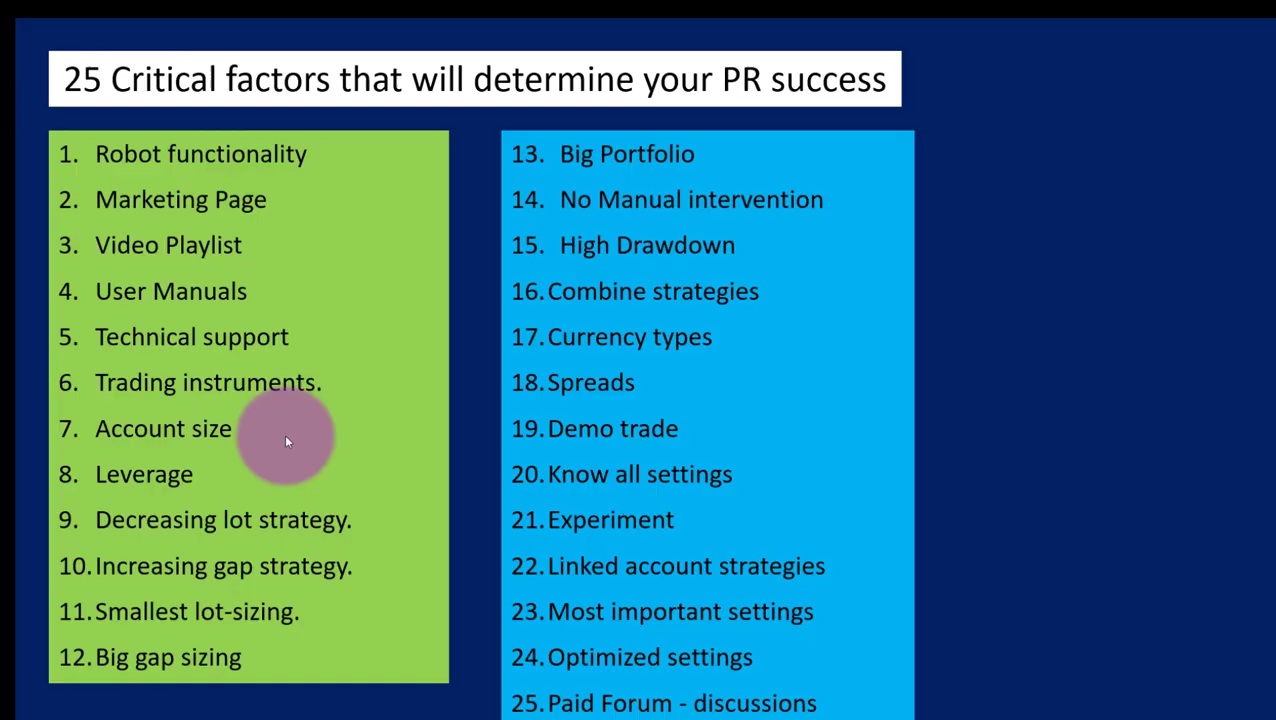 25 Critical factors that will determine your PR success
1. Robot functionality
2. Marketing Page
3. Video Playlist
4. User Manuals
5. Technical support
6. Trading instruments.
7. Account size
8. Leverage
9. Decreasing lot strategy.
10. Increasing gap strategy.
11. Smallest lot-sizing.
12. Big gap sizing
13. Big Portfolio
14. No Manual intervention
15. High Drawdown
16. Combine strategies
17. Currency types
18. Spreads
19. Demo trade
20. Know all settings
21. Experiment
22. Linked account strategies
23. Most important settings
24. Optimized settings
25. Paid Forum - discussions